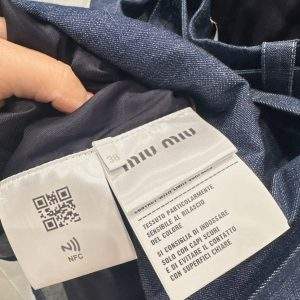 38
MIU MIU
NFC
TESSUTO PARTICOLARMENTE
SENSIBILE AL RILASCIO
DEL COLORE
SI CONSIGLIA DI INDOSSARE
SOLO CON CAPI SCURI
E DI EVITARE IL CONTATTO
CON SUPERFICI CHIARE